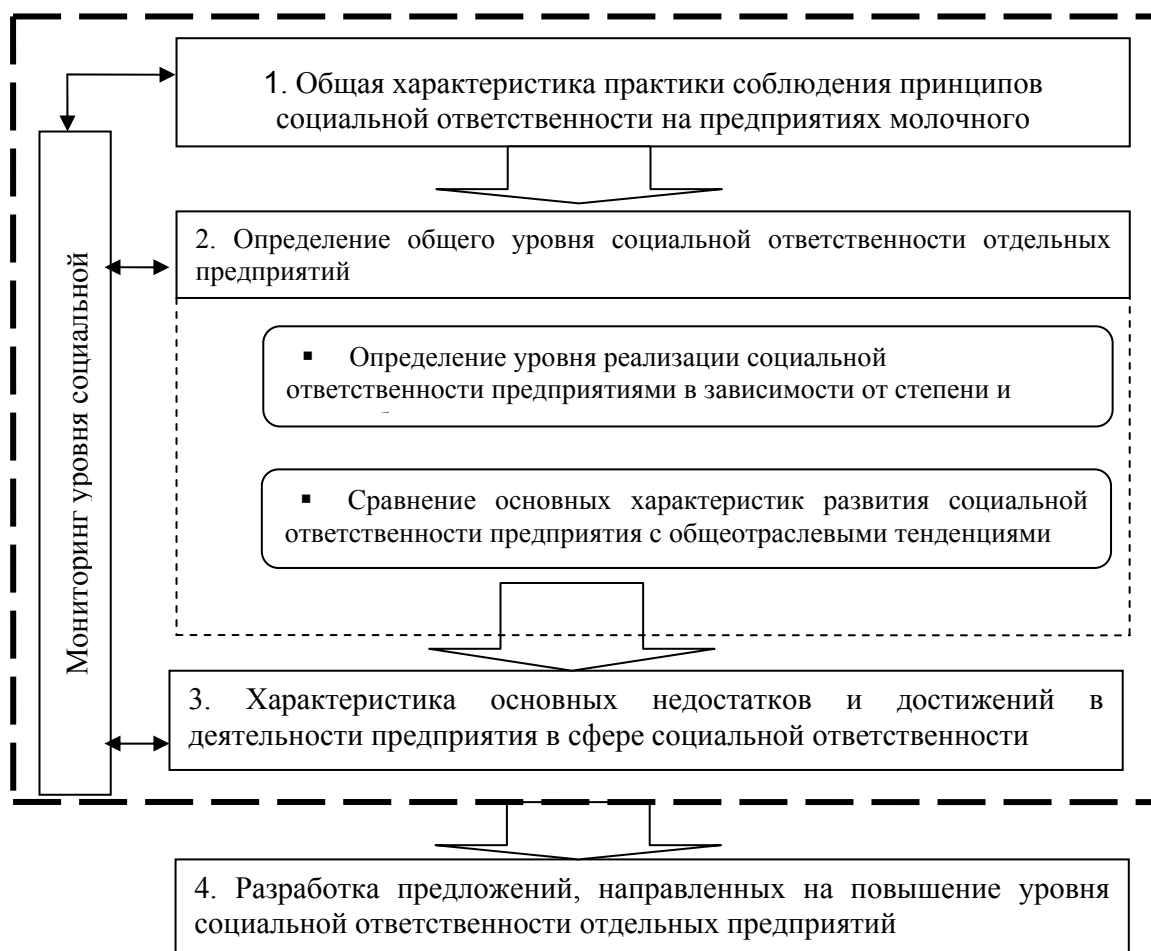 1. Общая характеристика практики соблюдения принципов
социальной ответственности на предприятиях молочного
Мониторинг уровня социальной
2. Определение общего уровня социальной ответственности отдельных
предприятий
▪ Определение уровня реализации социальной
ответственности предприятиями в зависимости от степени и
▪ Сравнение основных характеристик развития социальной
ответственности предприятия с общеотраслевыми тенденциями
3. Характеристика основных недостатков и достижений в
деятельности предприятия в сфере социальной ответственности
4. Разработка предложений, направленных на повышение уровня
социальной ответственности отдельных предприятий